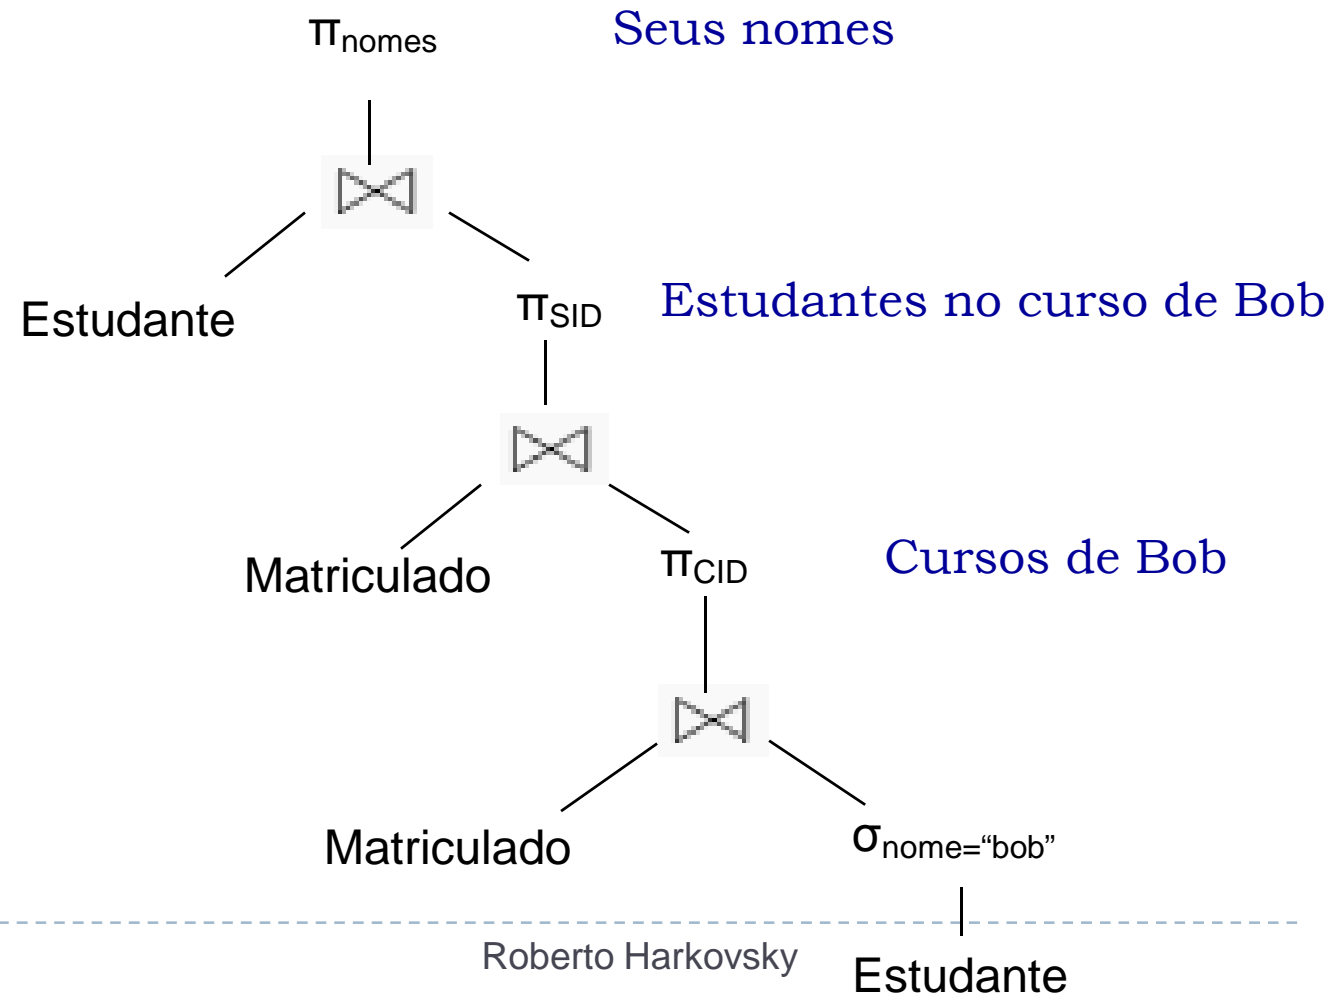 πnomes Seus nomes
⋈
Estudante πSID Estudantes no curso de Bob
⋈
Matriculado πCID Cursos de Bob
⋈
Matriculado σnome=“bob”
Roberto Harkovsky Estudante